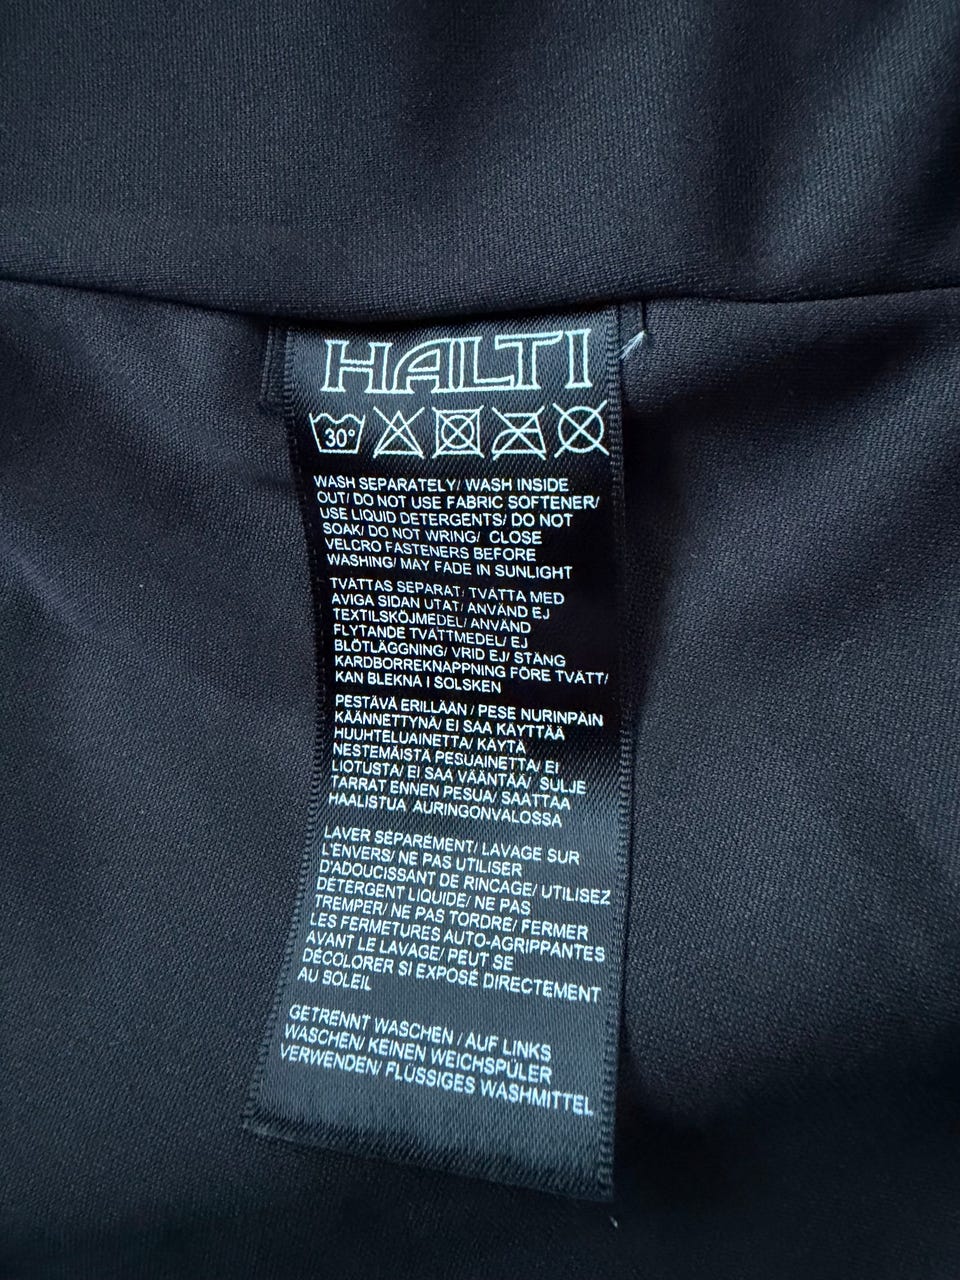 HALTI
30°
WASH SEPARATELY/ WASH INSIDE
OUT/ DO NOT USE FABRIC SOFTENER/
USE LIQUID DETERGENTS/ DO NOT
SOAK/ DO NOT WRING/ CLOSE
VELCRO FASTENERS BEFORE
WASHING/ MAY FADE IN SUNLIGHT
TVÄTTAS SEPARAT/ TVÄTTA MED
AVIGA SIDAN UTÅT/ ANVÄND EJ
TEXTILSKÖJMEDEL/ ANVÄND
FLYTANDE TVÄTTMEDEL/ EJ
BLÖTLÄGGNING/ VRID EJ/ STÄNG
KARDBORREKNAPPNING FÖRE TVÄTT/
KAN BLEKNA I SOLSKEN
PESTÄVÄ ERILLÄÄN / PESE NURINPÄIN
KÄÄNNETTYNÄ/ EI SAA KÄYTTÄÄ
HUUHTELUAINETTA/ KÄYTÄ
NESTEMÄISTÄ PESUAINETTA/ EI
LIOTUSTA/ EI SAA VÄÄNTÄÄ/ SULJE
TARRAT ENNEN PESUA/ SAATTAA
HAALISTUA AURINGONVALOSSA
LAVER SÉPARÉMENT/ LAVAGE SUR
L'ENVERS/ NE PAS UTILISER
D'ADOUCISSANT DE RINCAGE/ UTILISEZ
DÉTERGENT LIQUIDE/ NE PAS
TREMPER/ NE PAS TORDRE/ FERMER
LES FERMETURES AUTO-AGRIPPANTES
AVANT LE LAVAGE/ PEUT SE
DÉCOLORER SI EXPOSÉ DIRECTEMENT
AU SOLEIL
GETRENNT WASCHEN / AUF LINKS
WASCHEN/ KEINEN WEICHSPÜLER
VERWENDEN/ FLÜSSIGES WASHMITTEL